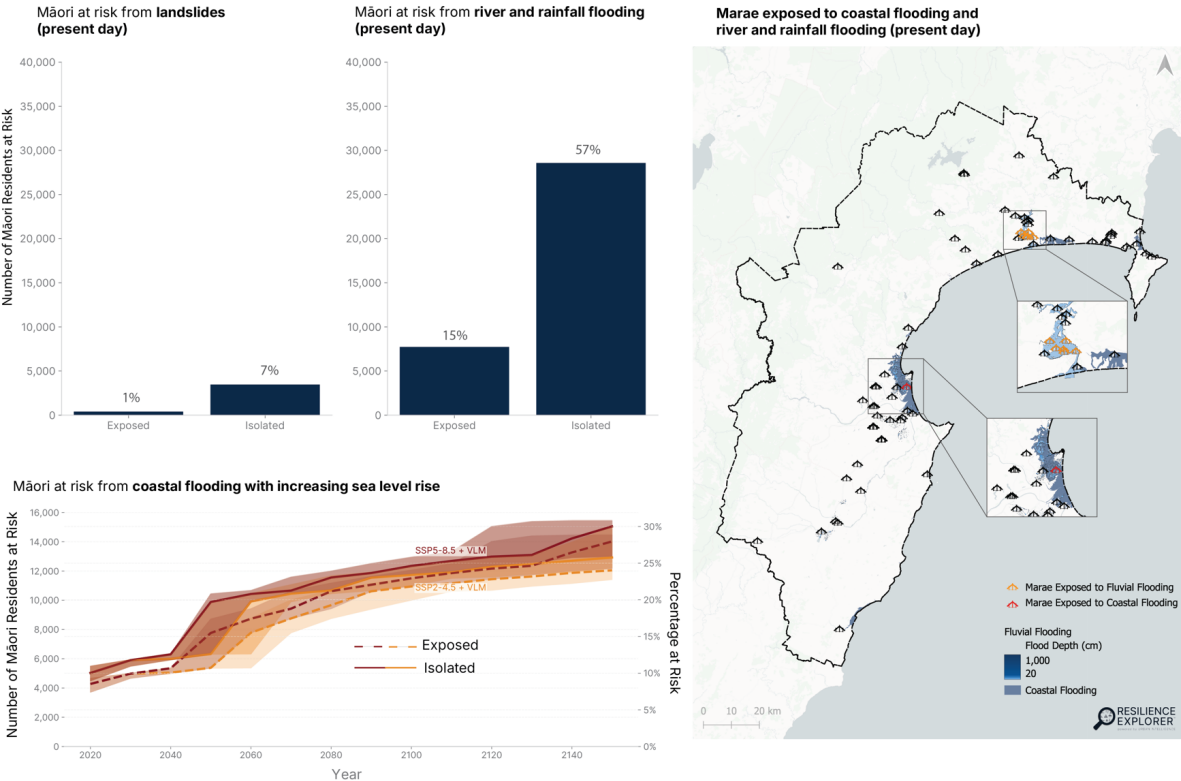 Māori at risk from landslides
(present day)
Number of Māori Residents at Risk
40,000
35,000
30,000
25,000
20,000
15,000
10,000
5,000
0
1%
7%
Exposed
Isolated
Māori at risk from river and rainfall flooding
(present day)
40,000
35,000
30,000
25,000
20,000
15,000
10,000
5,000
0
15%
57%
Exposed
Isolated
Māori at risk from coastal flooding with increasing sea level rise
Number of Māori Residents at Risk
16,000
14,000
12,000
10,000
8,000
6,000
4,000
2,000
0
SSP5-8.5 + VLM
SSP2-4.5 + VLM
Exposed
Isolated
30%
25%
20%
15%
10%
5%
0%
Percentage at Risk
2020
2040
2060
2080
2100
2120
2140
Year
Marae exposed to coastal flooding and
river and rainfall flooding (present day)
Marae Exposed to Fluvial Flooding
Marae Exposed to Coastal Flooding
Fluvial Flooding
Flood Depth (cm)
1,000
20
Coastal Flooding
0 10 20 km
RESILIENCE
EXPLORER